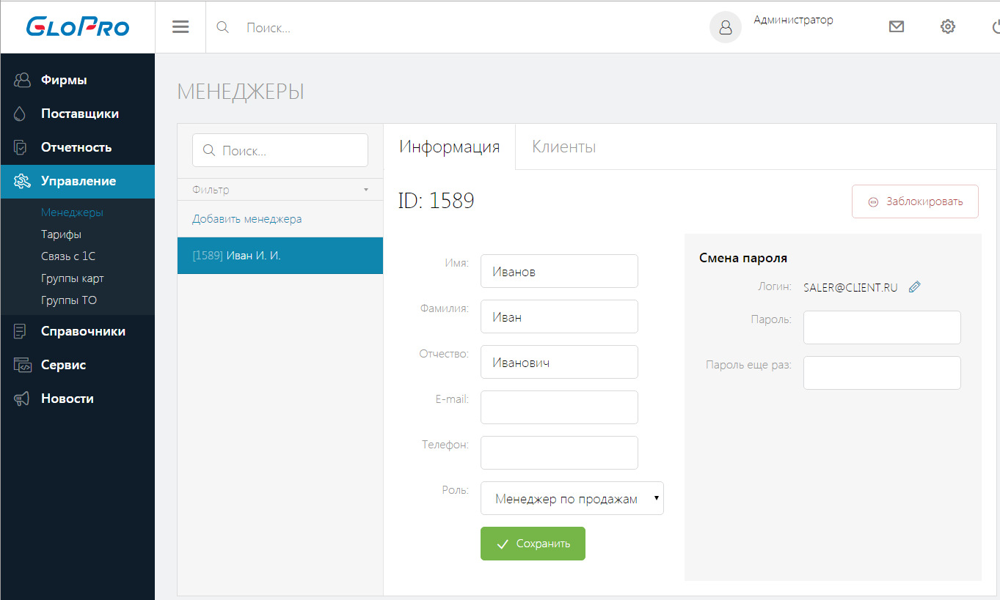 GLOPRO
Поиск...
Администратор
Фирмы
Поставщики
Отчетность
Управление
Менеджеры
Тарифы
Связь с 1С
Группы карт
Группы ТО
Справочники
Сервис
Новости
МЕНЕДЖЕРЫ
Поиск...
Фильтр
Добавить менеджера
[1589] Иван И. И.
Информация
Клиенты
ID: 1589
Заблокировать
Имя:
Иванов
Фамилия:
Иван
Отчество:
Иванович
E-mail:
Телефон:
Роль:
Менеджер по продажам
Сохранить
Смена пароля
Логин:
SALER@CLIENT.RU
Пароль:
Пароль еще раз: